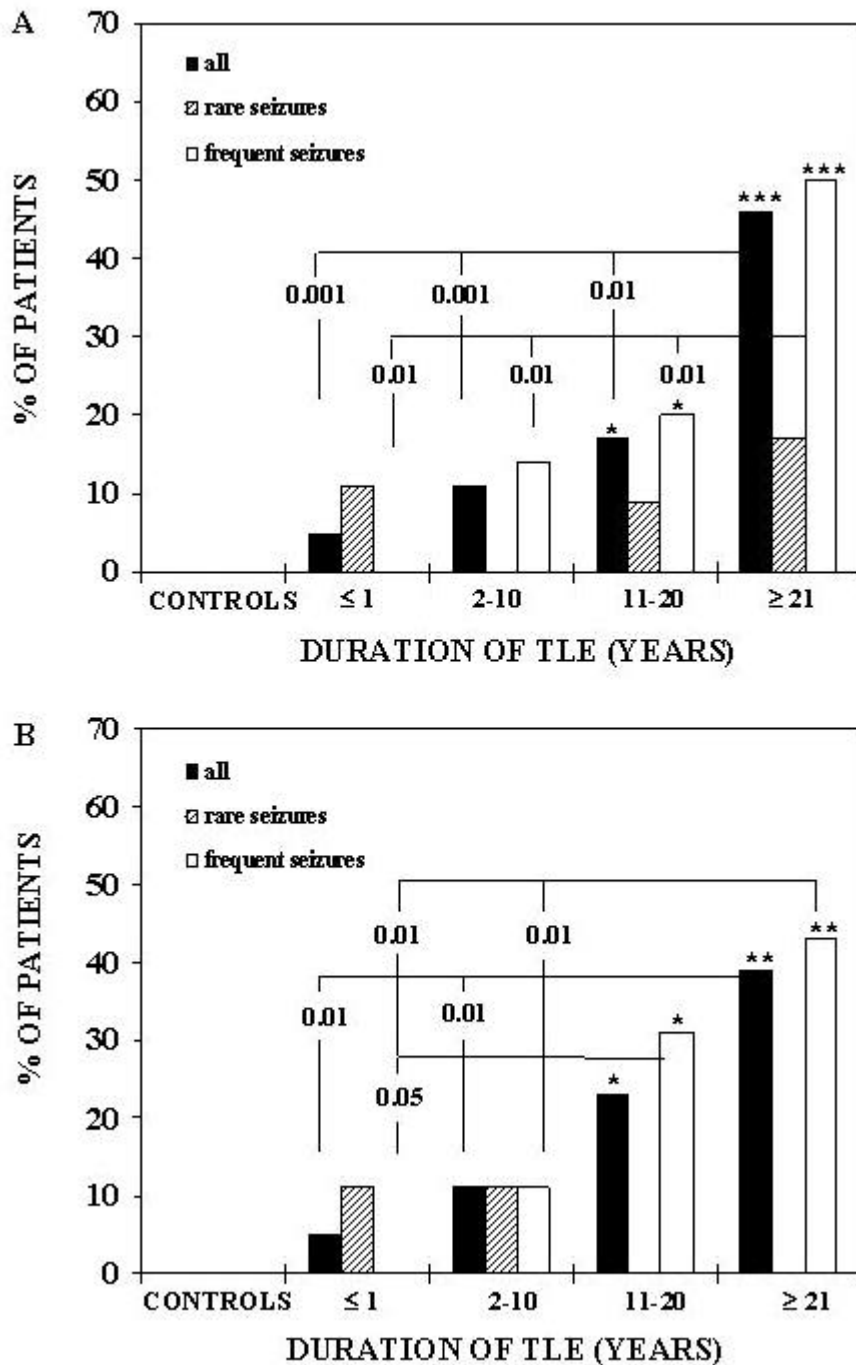 A
70
all
60
rare seizures
frequent seizures
50
*** ***
40
0.001 0.001 0.01
30
0.01 0.01 0.01
20
* *
10
0
% OF PATIENTS
CONTROLS ≤ 1 2-10 11-20 ≥ 21
DURATION OF TLE (YEARS)
B
70
all
60
rare seizures
frequent seizures
50
0.01 0.01
** **
40
0.01 0.01
* *
30
0.05
20
10
0
% OF PATIENTS
CONTROLS ≤ 1 2-10 11-20 ≥ 21
DURATION OF TLE (YEARS)